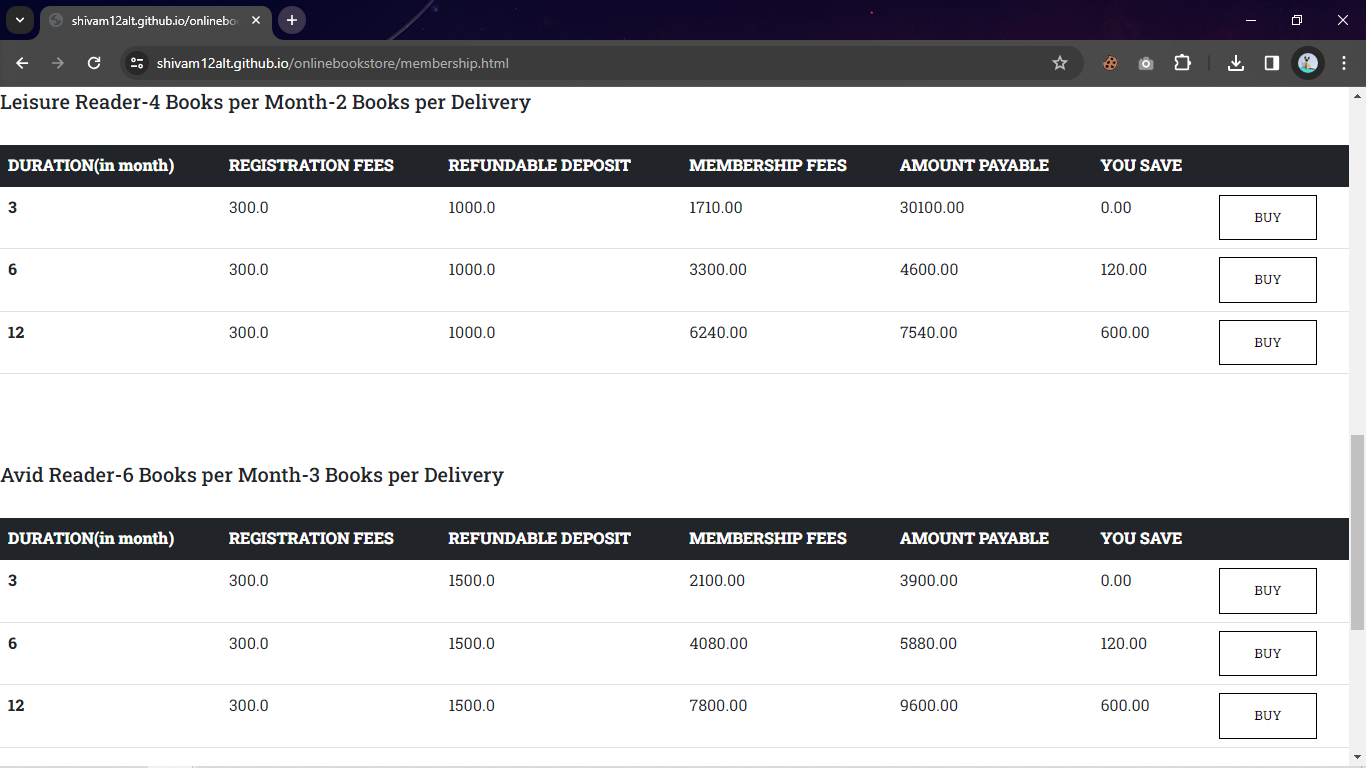 shivam12alt.github.io/onlinebo
shivam12alt.github.io/onlinebookstore/membership.html
Leisure Reader-4 Books per Month-2 Books per Delivery
DURATION(in month) REGISTRATION FEES REFUNDABLE DEPOSIT MEMBERSHIP FEES AMOUNT PAYABLE YOU SAVE
3 300.0 1000.0 1710.00 30100.00 0.00 BUY
6 300.0 1000.0 3300.00 4600.00 120.00 BUY
12 300.0 1000.0 6240.00 7540.00 600.00 BUY
Avid Reader-6 Books per Month-3 Books per Delivery
DURATION(in month) REGISTRATION FEES REFUNDABLE DEPOSIT MEMBERSHIP FEES AMOUNT PAYABLE YOU SAVE
3 300.0 1500.0 2100.00 3900.00 0.00 BUY
6 300.0 1500.0 4080.00 5880.00 120.00 BUY
12 300.0 1500.0 7800.00 9600.00 600.00 BUY